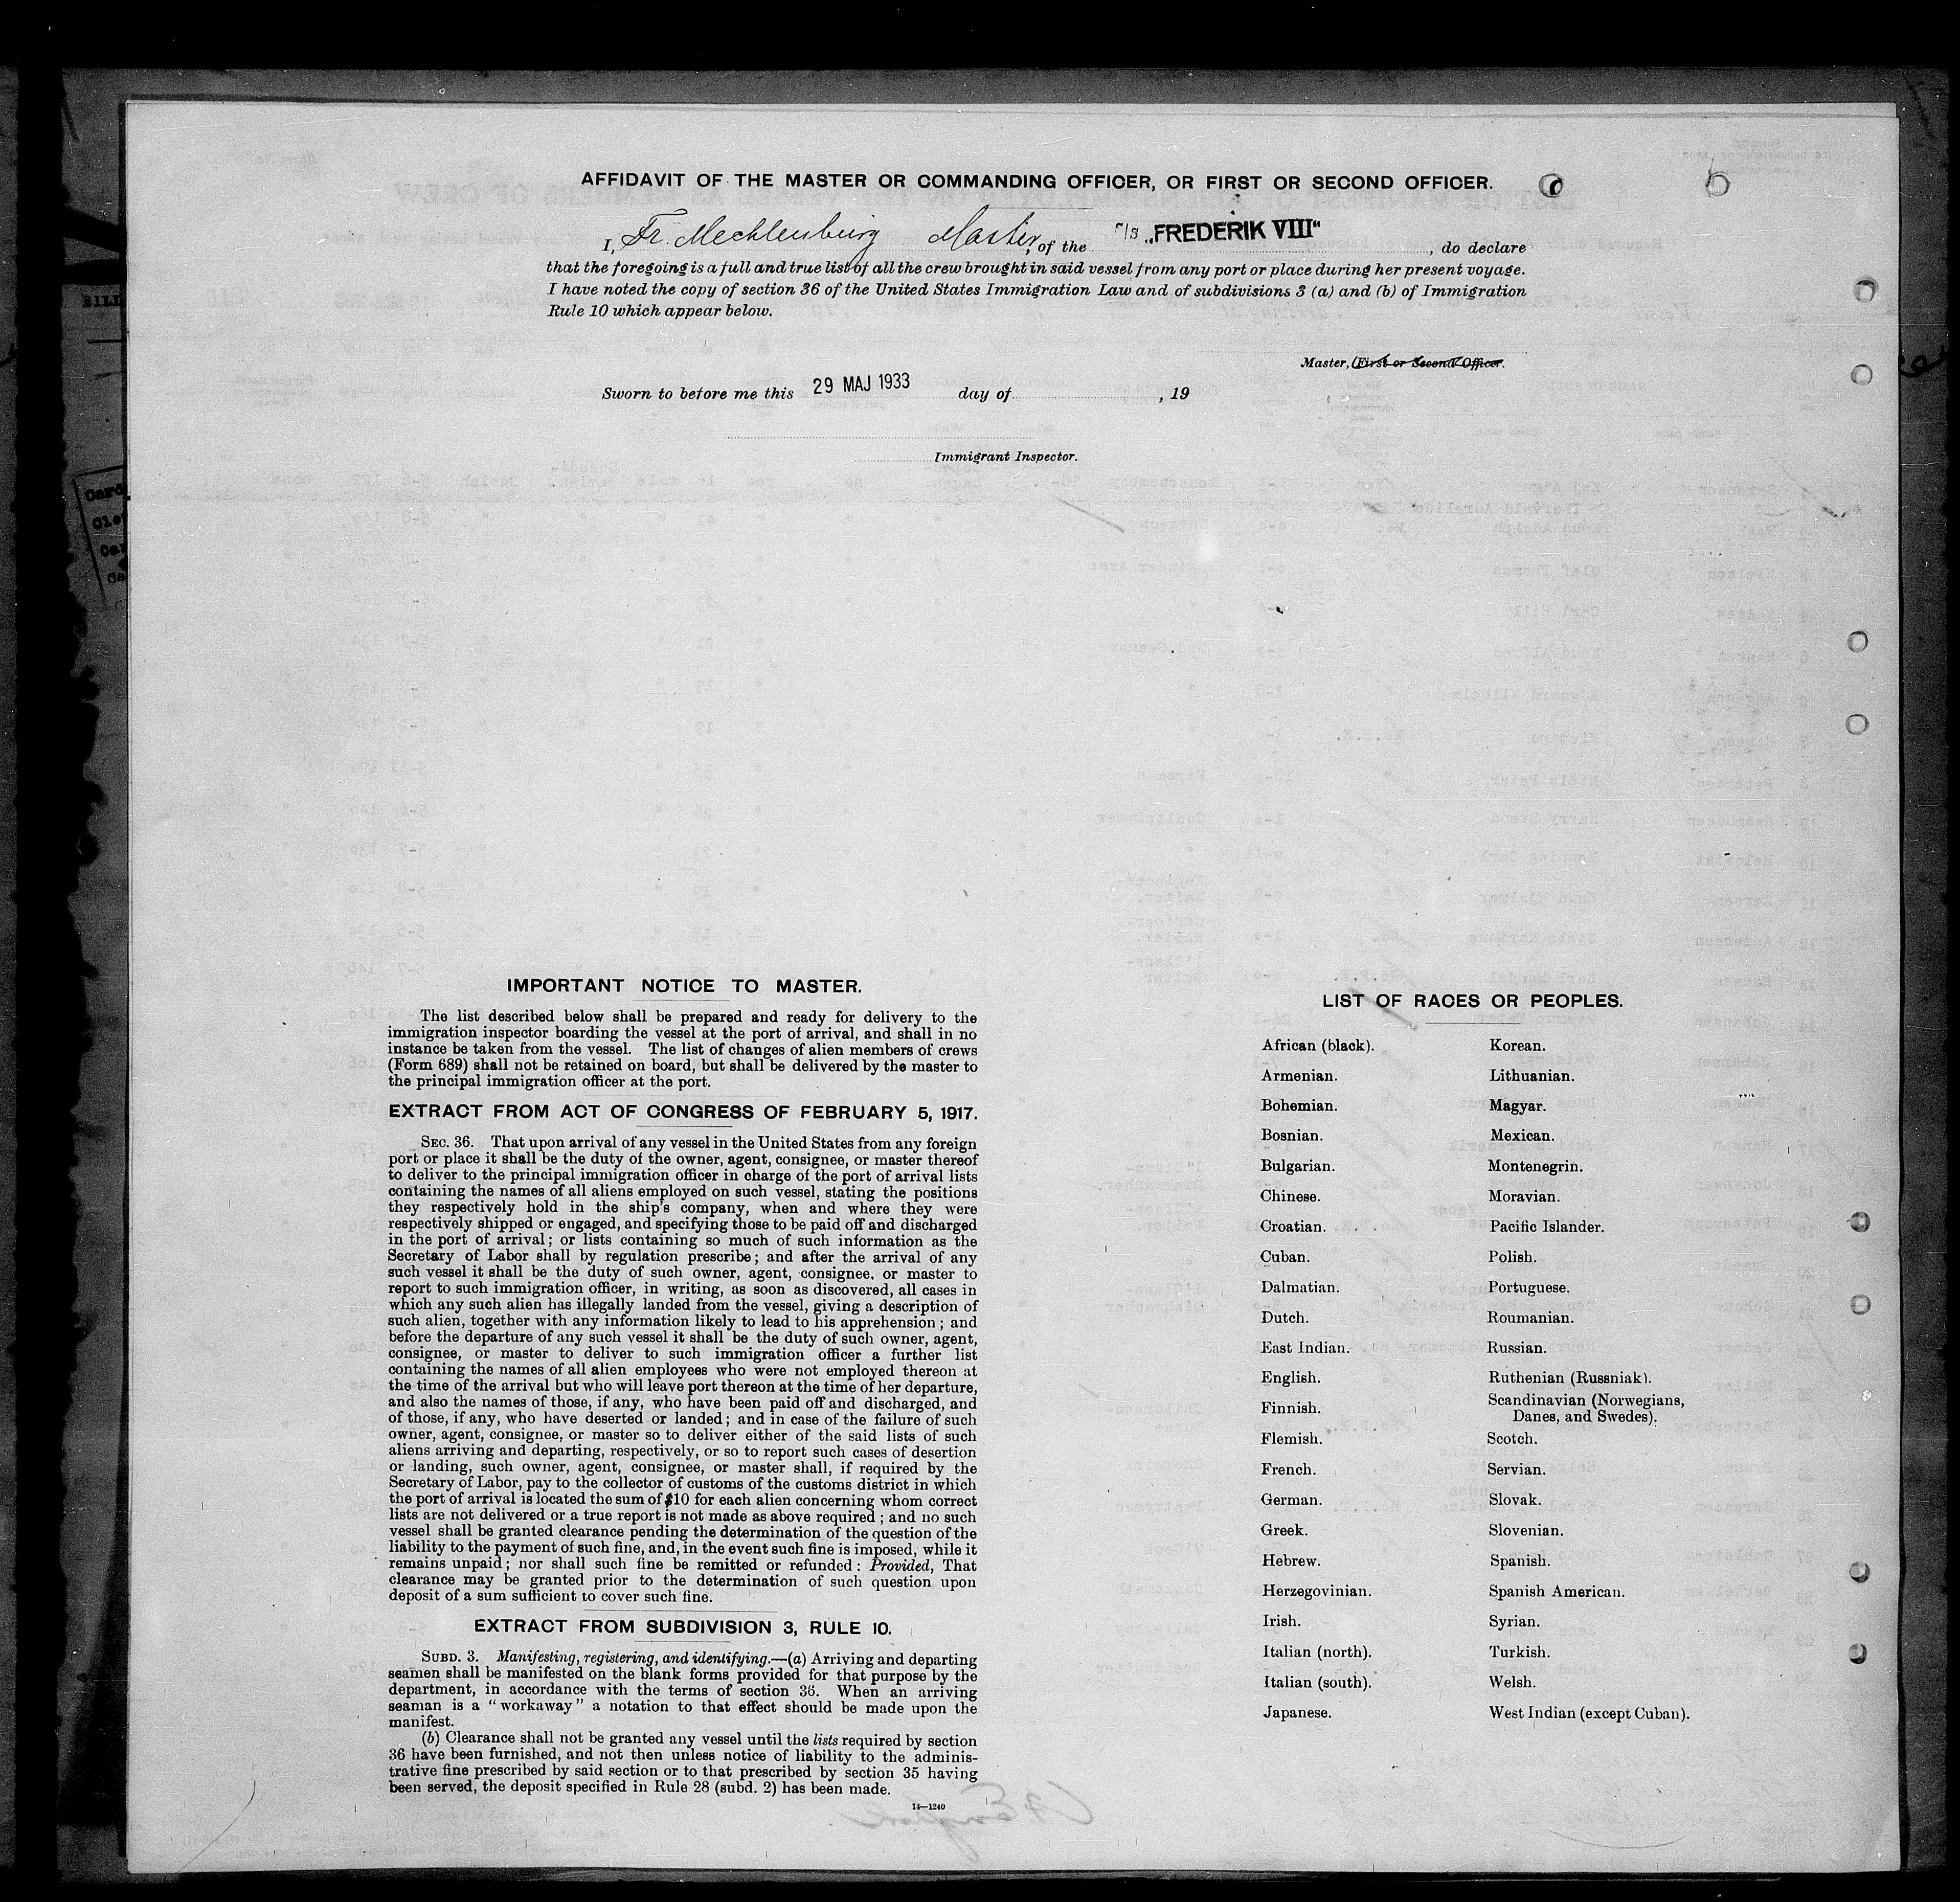 AFFIDAVIT OF THE MASTER OR COMMANDING OFFICER, OR FIRST OR SECOND OFFICER.
I, Fr. Mecklenburg Master, of the "/s „FREDERIK VIII“, do declare
that the foregoing is a full and true list of all the crew brought in said vessel from any port or place during her present voyage.
I have noted the copy of section 36 of the United States Immigration Law and of subdivisions 3 (a) and (b) of Immigration
Rule 10 which appear below.
Master, (First or Second Officer.
Sworn to before me this 29 MAJ 1933 day of , 19
Immigrant Inspector.
IMPORTANT NOTICE TO MASTER.
The list described below shall be prepared and ready for delivery to the
immigration inspector boarding the vessel at the port of arrival, and shall in no
instance be taken from the vessel. The list of changes of alien members of crews
(Form 689) shall not be retained on board, but shall be delivered by the master to
the principal immigration officer at the port.
EXTRACT FROM ACT OF CONGRESS OF FEBRUARY 5, 1917.
SEC. 36. That upon arrival of any vessel in the United States from any foreign
port or place it shall be the duty of the owner, agent, consignee, or master thereof
to deliver to the principal immigration officer in charge of the port of arrival lists
containing the names of all aliens employed on such vessel, stating the positions
they respectively hold in the ship's company, when and where they were
respectively shipped or engaged, and specifying those to be paid off and discharged
in the port of arrival; or lists containing so much of such information as the
Secretary of Labor shall by regulation prescribe; and after the arrival of any
such vessel it shall be the duty of such owner, agent, consignee, or master to
report to such immigration officer, in writing, as soon as discovered, all cases in
which any such alien has illegally landed from the vessel, giving a description of
such alien, together with any information likely to lead to his apprehension; and
before the departure of any such vessel it shall be the duty of such owner, agent,
consignee, or master to deliver to such immigration officer a further list
containing the names of all alien employees who were not employed thereon at
the time of the arrival but who will leave port thereon at the time of her departure,
and also the names of those, if any, who have been paid off and discharged, and
of those, if any, who have deserted or landed; and in case of the failure of such
owner, agent, consignee, or master so to deliver either of the said lists of such
aliens arriving and departing, respectively, or so to report such cases of desertion
or landing, such owner, agent, consignee, or master shall, if required by the
Secretary of Labor, pay to the collector of customs of the customs district in which
the port of arrival is located the sum of $10 for each alien concerning whom correct
lists are not delivered or a true report is not made as above required; and no such
vessel shall be granted clearance pending the determination of the question of the
liability to the payment of such fine, and, in the event such fine is imposed, while it
remains unpaid; nor shall such fine be remitted or refunded: Provided, That
clearance may be granted prior to the determination of such question upon
deposit of a sum sufficient to cover such fine.
EXTRACT FROM SUBDIVISION 3, RULE 10.
SUBD. 3. Manifesting, registering, and identifying.—(a) Arriving and departing
seamen shall be manifested on the blank forms provided for that purpose by the
department, in accordance with the terms of section 36. When an arriving
seaman is a "workaway" a notation to that effect should be made upon the
manifest.
(b) Clearance shall not be granted any vessel until the lists required by section
36 have been furnished, and not then unless notice of liability to the adminis-
trative fine prescribed by said section or to that prescribed by section 35 having
been served, the deposit specified in Rule 28 (subd. 2) has been made.
14—1240
LIST OF RACES OR PEOPLES.
African (black). Korean.
Armenian. Lithuanian.
Bohemian. Magyar.
Bosnian. Mexican.
Bulgarian. Montenegrin.
Chinese. Moravian.
Croatian. Pacific Islander.
Cuban. Polish.
Dalmatian. Portuguese.
Dutch. Roumanian.
East Indian. Russian.
English. Ruthenian (Russniak).
Finnish. Scandinavian (Norwegians,
Danes, and Swedes).
Flemish. Scotch.
French. Servian.
German. Slovak.
Greek. Slovenian.
Hebrew. Spanish.
Herzegovinian. Spanish American.
Irish. Syrian.
Italian (north). Turkish.
Italian (south). Welsh.
Japanese. West Indian (except Cuban).